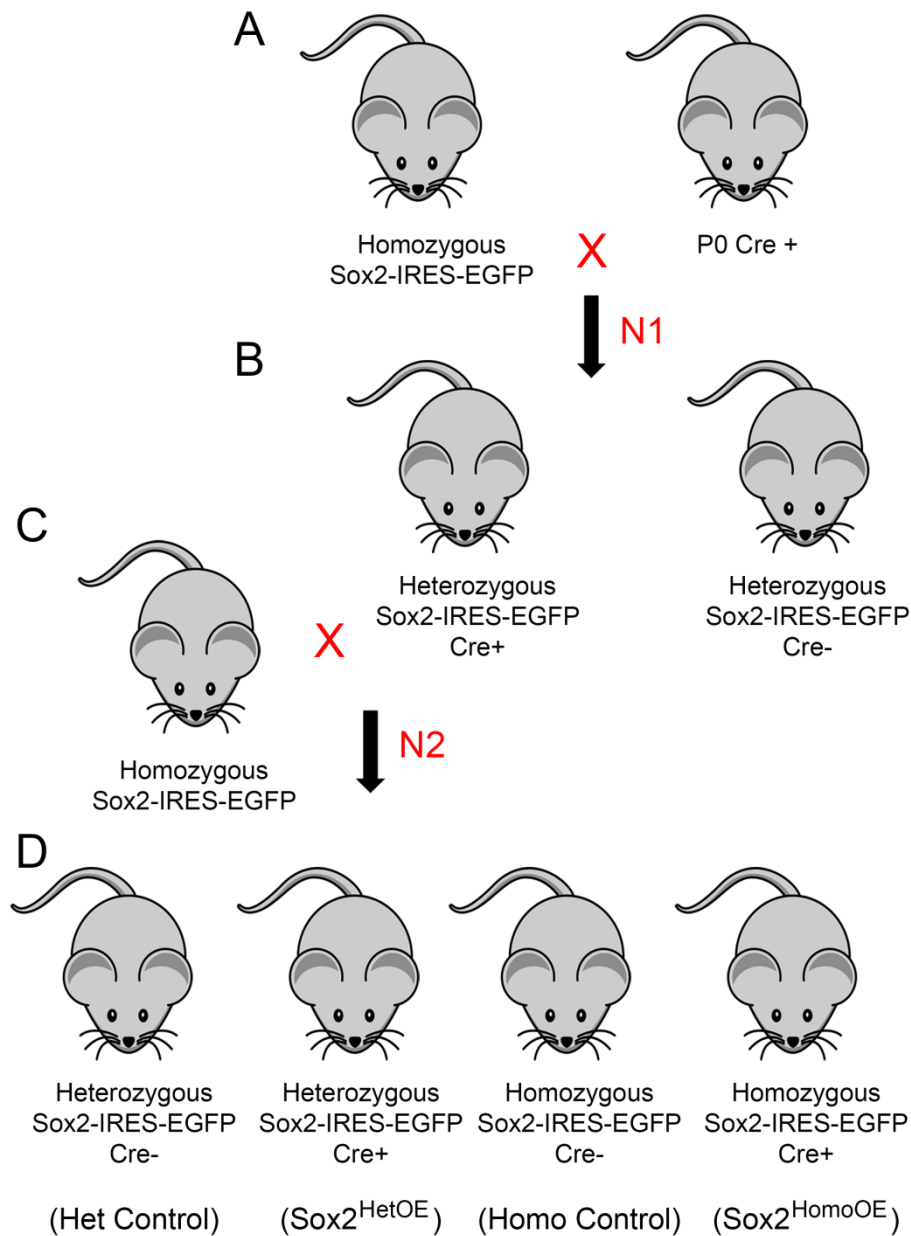 A
Homozygous
Sox2-IRES-EGFP
X
P0 Cre +
N1
B
Heterozygous
Sox2-IRES-EGFP
Cre+
Heterozygous
Sox2-IRES-EGFP
Cre-
C
X
Homozygous
Sox2-IRES-EGFP
N2
D
Heterozygous
Sox2-IRES-EGFP
Cre-
(Het Control)
Heterozygous
Sox2-IRES-EGFP
Cre+
(Sox2HetOE)
Homozygous
Sox2-IRES-EGFP
Cre-
(Homo Control)
Homozygous
Sox2-IRES-EGFP
Cre+
(Sox2HomoOE)